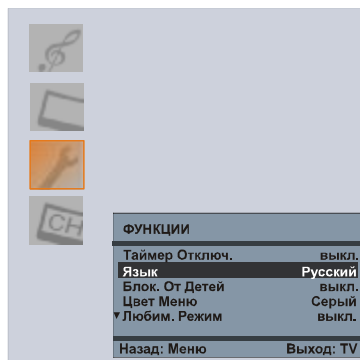 CH
ФУНКЦИИ
Таймер Отключ. выкл.
Язык Русский
Блок. От Детей выкл.
Цвет Меню Серый
Любим. Режим выкл.
Назад: Меню Выход: TV